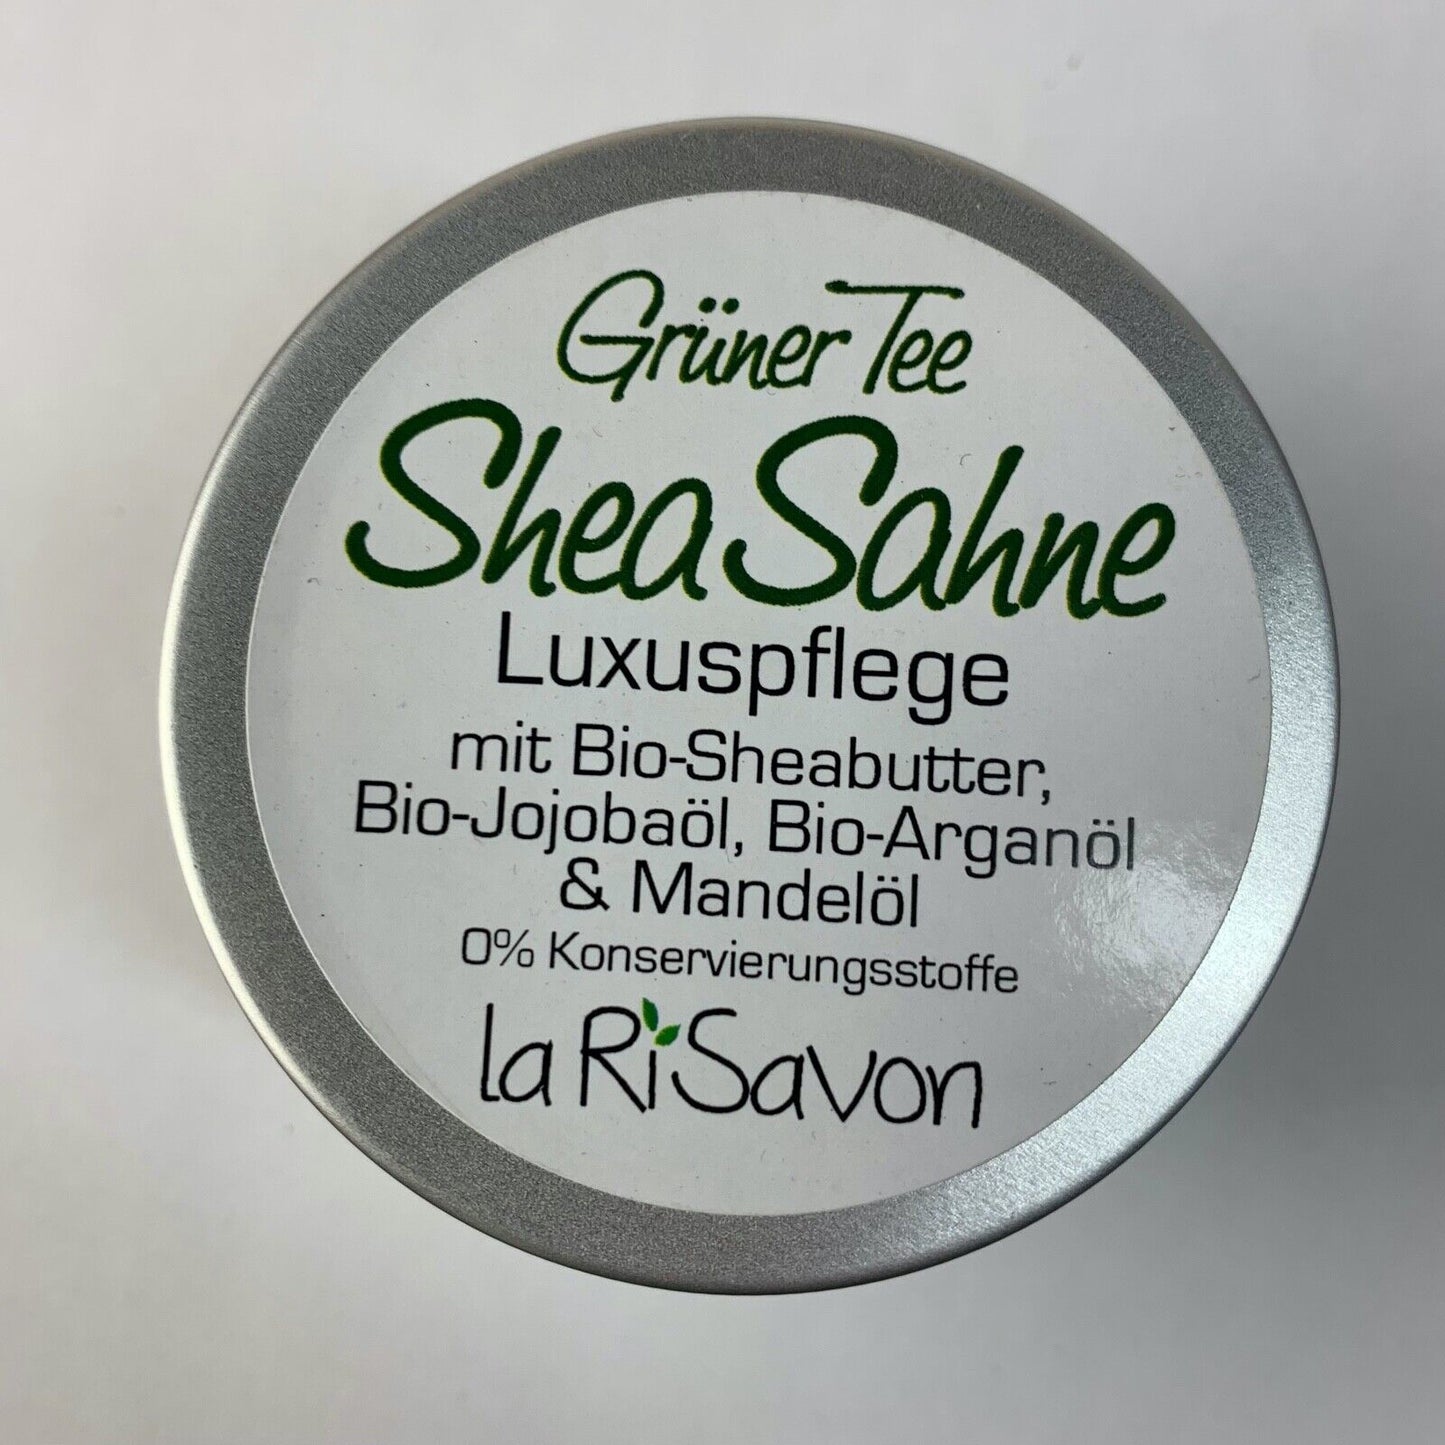 Grüner Tee
Shea Sahne
Luxuspflege
mit Bio-Sheabutter,
Bio-Jojobaöl, Bio-Arganöl
& Mandelöl
0% Konservierungsstoffe
la Ri Savon